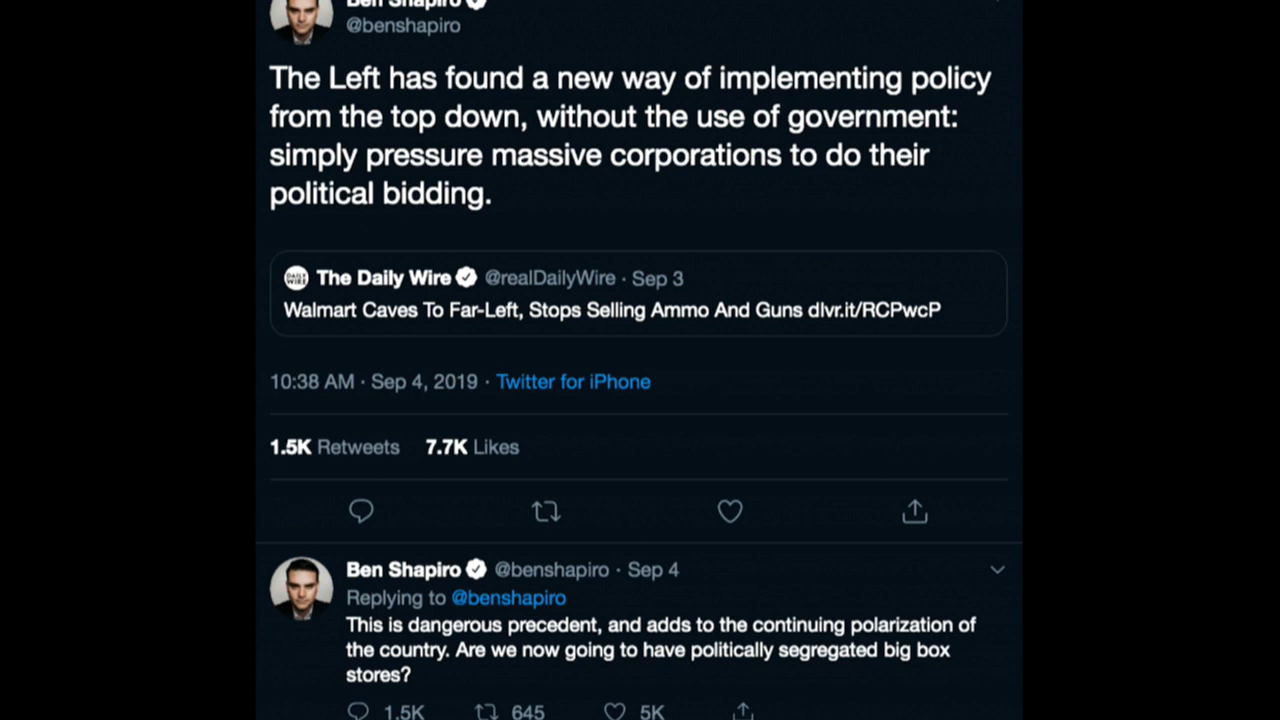 Ben Shapiro
@benshapiro
The Left has found a new way of implementing policy
from the top down, without the use of government:
simply pressure massive corporations to do their
political bidding.
DAILY WIRE
The Daily Wire @realDailyWire · Sep 3
Walmart Caves To Far-Left, Stops Selling Ammo And Guns dlvr.it/RCPwcP
10:38 AM · Sep 4, 2019 · Twitter for iPhone
1.5K Retweets 7.7K Likes
Ben Shapiro @benshapiro · Sep 4
Replying to @benshapiro
This is dangerous precedent, and adds to the continuing polarization of
the country. Are we now going to have politically segregated big box
stores?
1.5K 645 5K